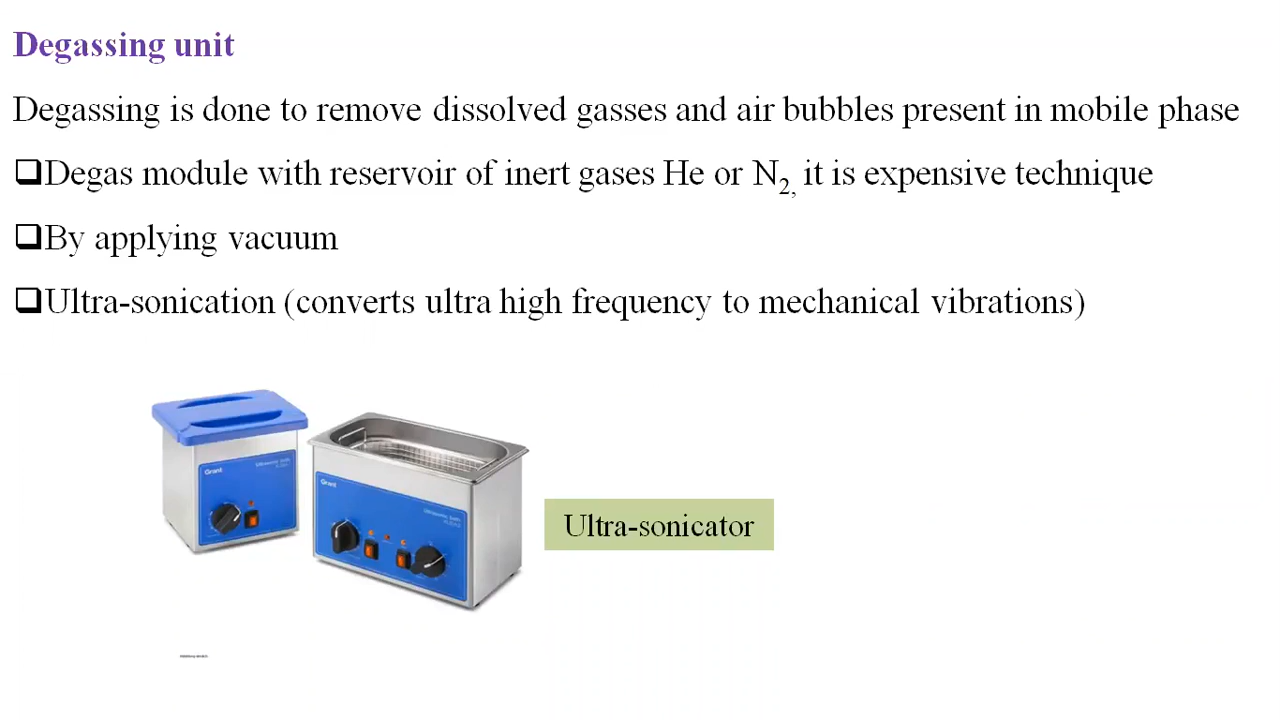 Degassing unit
Degassing is done to remove dissolved gasses and air bubbles present in mobile phase
❑Degas module with reservoir of inert gases He or N2, it is expensive technique
❑By applying vacuum
❑Ultra-sonication (converts ultra high frequency to mechanical vibrations)
Grant
Grant
Ultra-sonicator